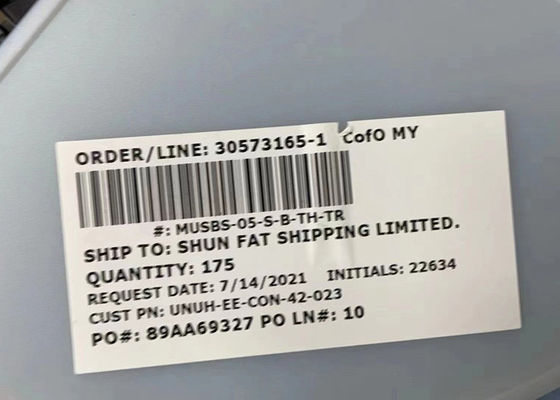 ORDER/LINE: 30573165-1 CofO MY
#: MUSBS-05-S-B-TH-TR
SHIP TO: SHUN FAT SHIPPING LIMITED.
QUANTITY: 175
REQUEST DATE: 7/14/2021 INITIALS: 22634
CUST PN: UNUH-EE-CON-42-023
PO#: 89AA69327 PO LN#: 10